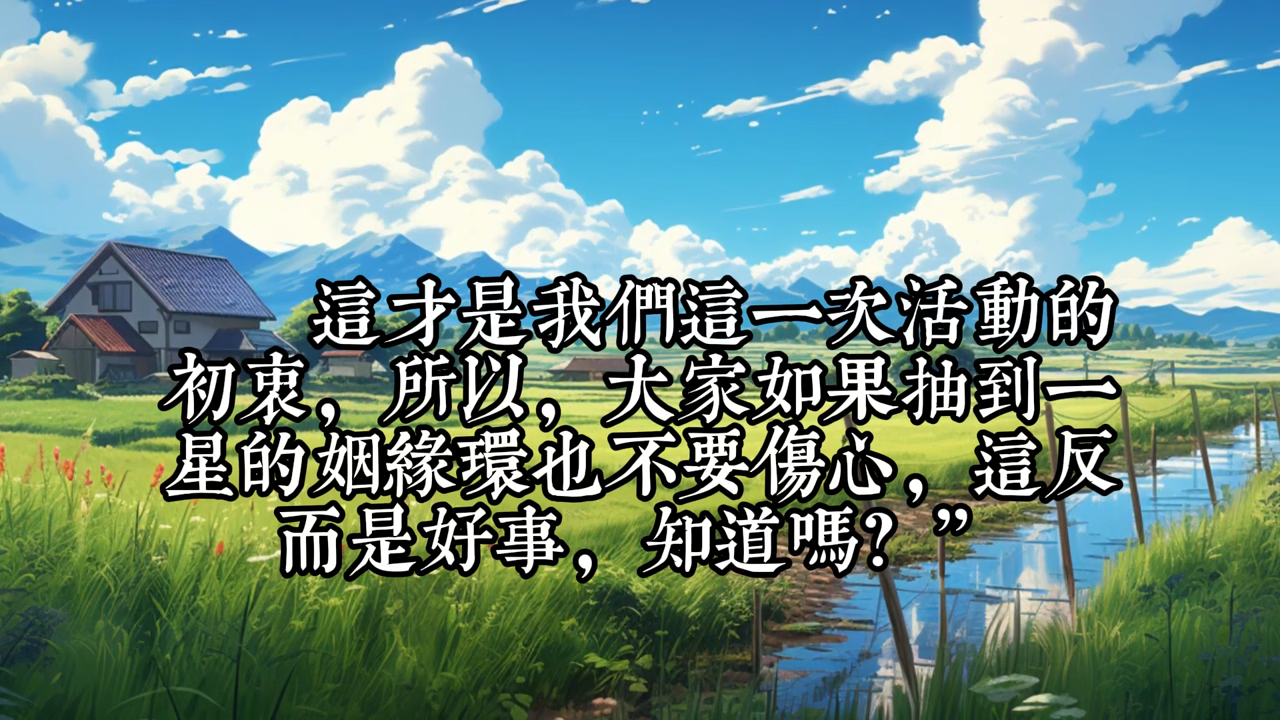 這才是我們這一次活動的
初衷，所以，大家如果抽到一
星的姻緣環也不要傷心，這反
而是好事，知道嗎？”